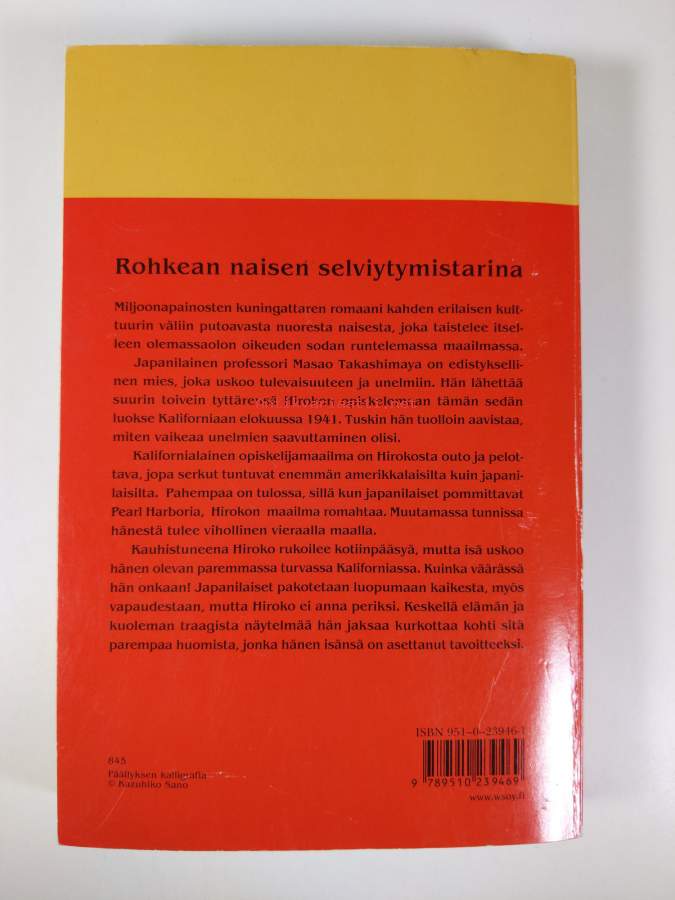 Rohkean naisen selviytymistarina
Miljoonapainosten kuningattaren romaani kahden erilaisen kult-
tuurin väliin putoavasta nuoresta naisesta, joka taistelee itsel-
leen olemassaolon oikeuden sodan runtelemassa maailmassa.
Japanilainen professori Masao Takashimaya on edistykselli-
nen mies, joka uskoo tulevaisuuteen ja unelmiin. Hän lähettää
suurin toivein tyttärensä Hirokon opiskelemaan tämän sedän
luokse Kaliforniaan elokuussa 1941. Tuskin hän tuolloin aavistaa,
miten vaikeaa unelmien saavuttaminen olisi.
Kalifornialainen opiskelijamaailma on Hirokosta outo ja pelot-
tava, jopa serkut tuntuvat enemmän amerikkalaisilta kuin japani-
laisilta. Pahempaa on tulossa, sillä kun japanilaiset pommittavat
Pearl Harboria, Hirokon maailma romahtaa. Muutamassa tunnissa
hänestä tulee vihollinen vieraalla maalla.
Kauhistuneena Hiroko rukoilee kotiinpääsyä, mutta isä uskoo
hänen olevan paremmassa turvassa Kaliforniassa. Kuinka väärässä
hän onkaan! Japanilaiset pakotetaan luopumaan kaikesta, myös
vapaudestaan, mutta Hiroko ei anna periksi. Keskellä elämän ja
kuoleman traagista näytelmää hän jaksaa kurkottaa kohti sitä
parempaa huomista, jonka hänen isänsä on asettanut tavoitteeksi.
ISBN 951-0-23946-1
845
Päällyksen kalligrafia
© Kazuhiko Sano
9 789510 239469
www.wsoy.fi